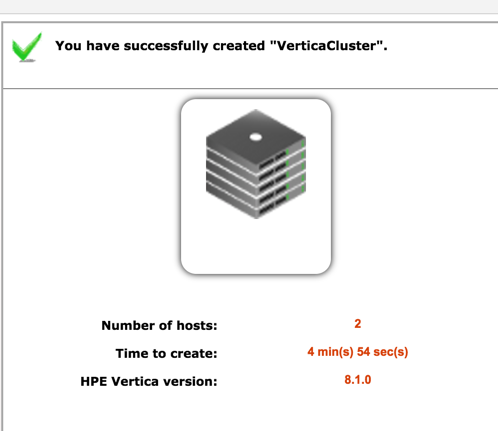 You have successfully created "VerticaCluster".
Number of hosts: 2
Time to create: 4 min(s) 54 sec(s)
HPE Vertica version: 8.1.0